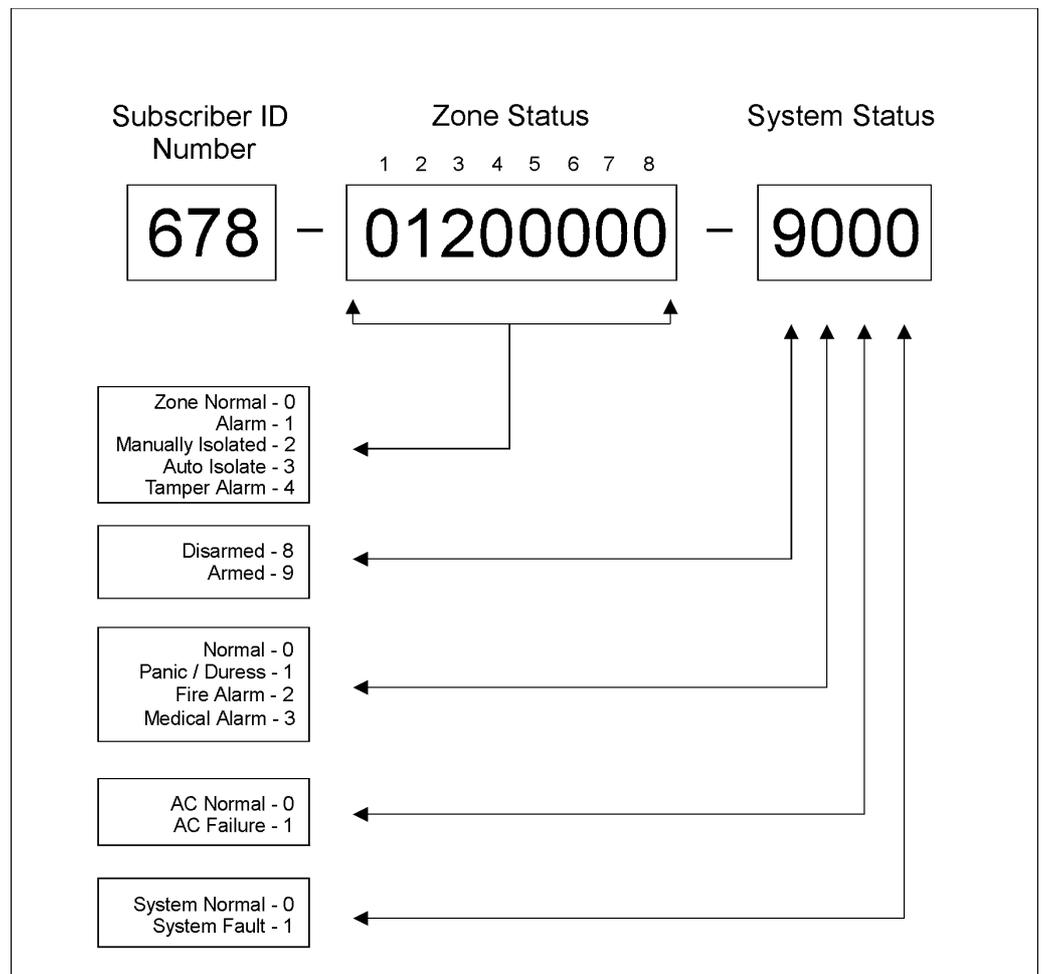 Subscriber ID
Number
Zone Status
System Status
1 2 3 4 5 6 7 8
678 – 01200000 – 9000
Zone Normal - 0
Alarm - 1
Manually Isolated - 2
Auto Isolate - 3
Tamper Alarm - 4
Disarmed - 8
Armed - 9
Normal - 0
Panic / Duress - 1
Fire Alarm - 2
Medical Alarm - 3
AC Normal - 0
AC Failure - 1
System Normal - 0
System Fault - 1